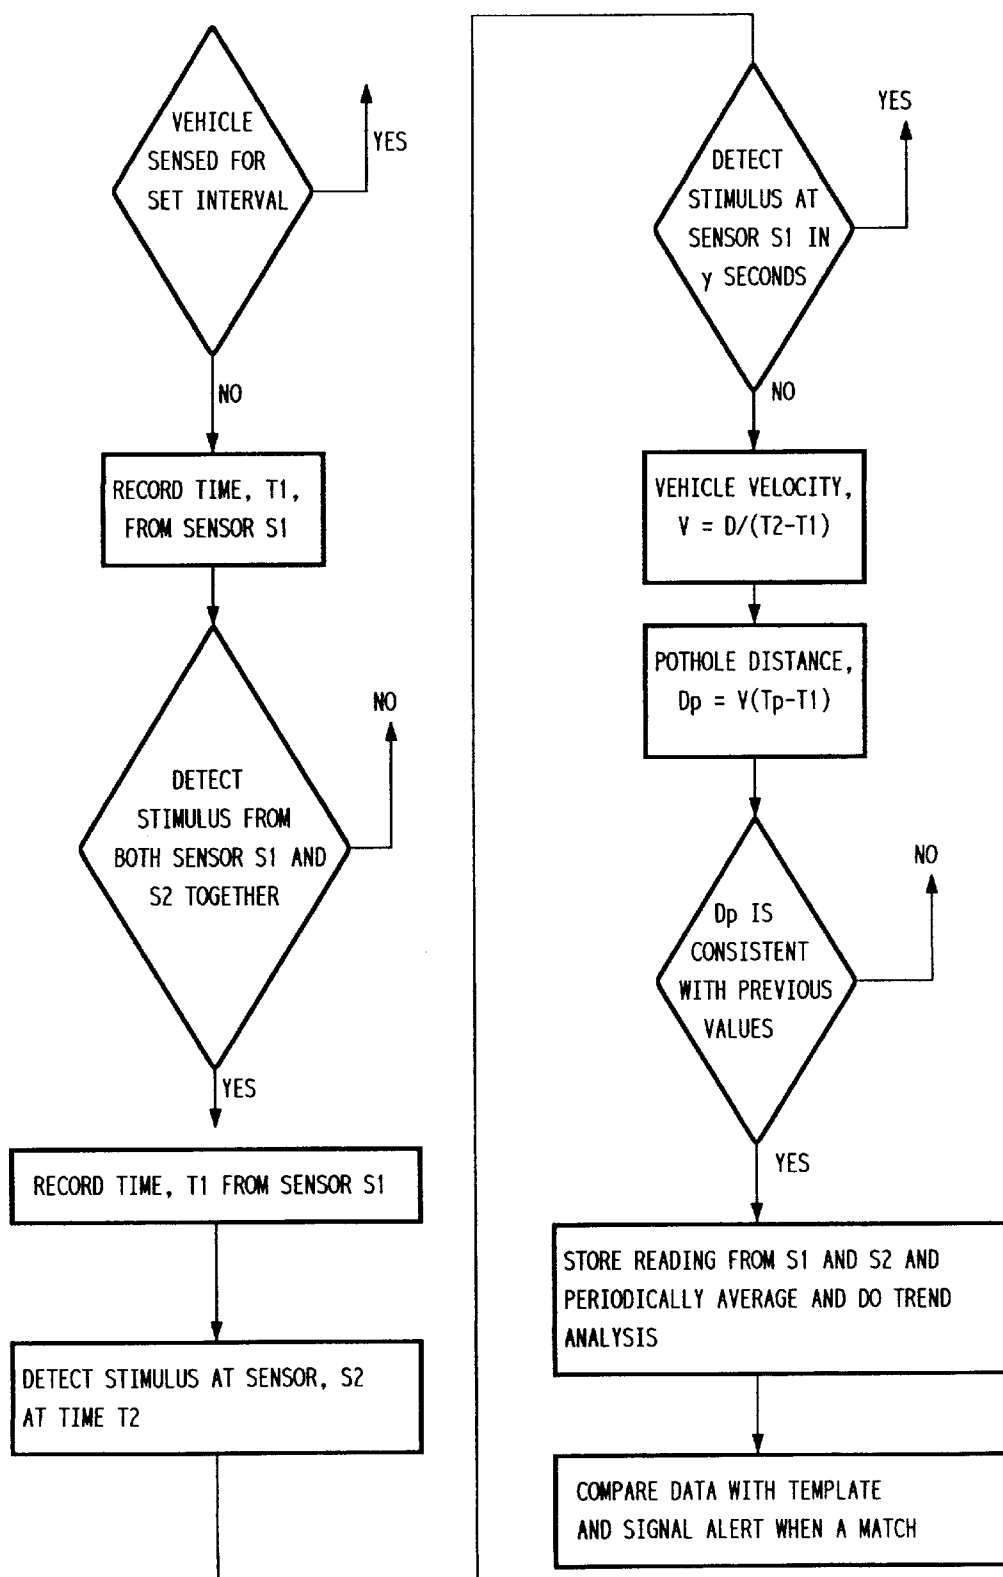 VEHICLE
SENSED FOR
SET INTERVAL
YES
NO
RECORD TIME, T1,
FROM SENSOR S1
NO
DETECT
STIMULUS FROM
BOTH SENSOR S1 AND
S2 TOGETHER
YES
RECORD TIME, T1 FROM SENSOR S1
DETECT STIMULUS AT SENSOR, S2
AT TIME T2
YES
DETECT
STIMULUS AT
SENSOR S1 IN
y SECONDS
NO
VEHICLE VELOCITY,
V = D/(T2-T1)
POTHOLE DISTANCE,
Dp = V(Tp-T1)
NO
Dp IS
CONSISTENT
WITH PREVIOUS
VALUES
YES
STORE READING FROM S1 AND S2 AND
PERIODICALLY AVERAGE AND DO TREND
ANALYSIS
COMPARE DATA WITH TEMPLATE
AND SIGNAL ALERT WHEN A MATCH